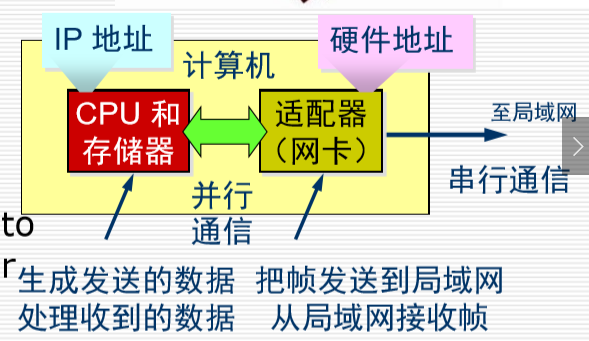 IP 地址
硬件地址
计算机
CPU 和
存储器
适配器
（网卡）
至局域网
串行通信
并行
通信
to
r
生成发送的数据
处理收到的数据
把帧发送到局域网
从局域网接收帧